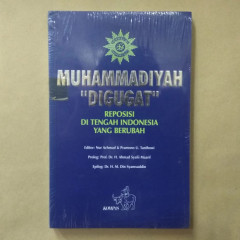 MUHAMMADIYAH
"DIGUGAT"
REPOSISI
DI TENGAH INDONESIA
YANG BERUBAH
Editor: Nur Achmad & Pramono U. Tanthowi
Prolog: Prof. Dr. H. Ahmad Syafii Maarif
Epilog: Dr. H. M. Din Syamsuddin
KOMPAS